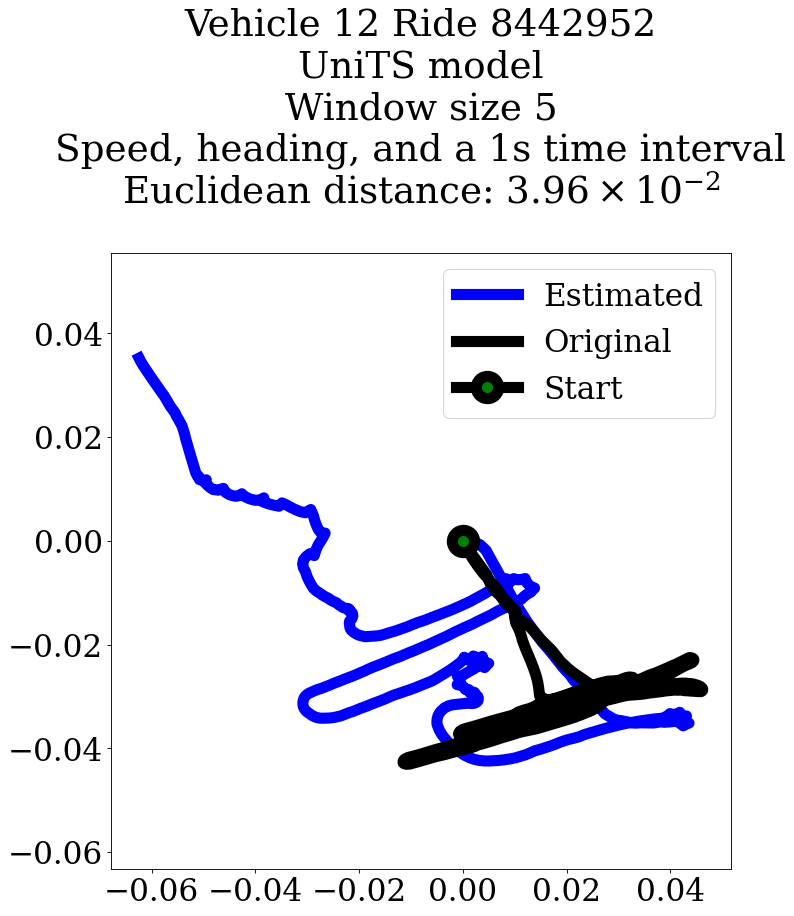 Vehicle 12 Ride 8442952
UniTS model
Window size 5
Speed, heading, and a 1s time interval
Euclidean distance: 3.96 × 10⁻²
Estimated
Original
Start
0.04
0.02
0.00
−0.02
−0.04
−0.06
−0.06 −0.04 −0.02 0.00 0.02 0.04